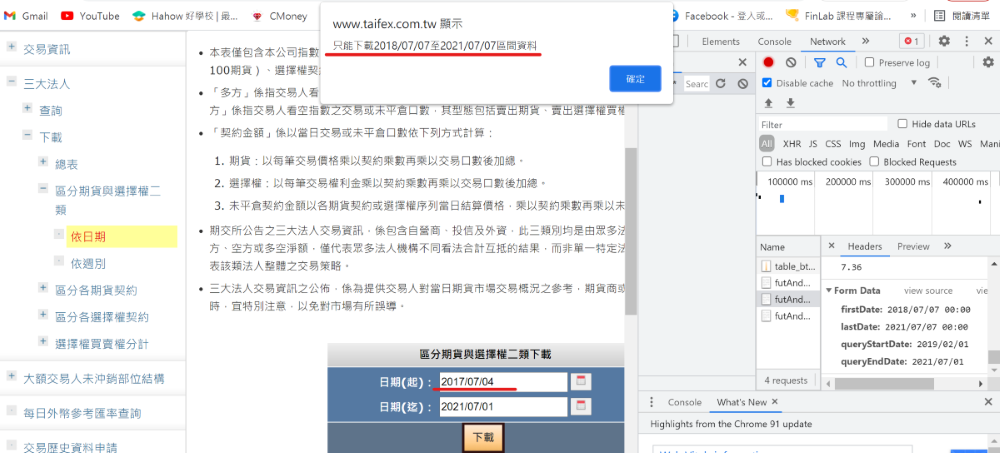 Gmail YouTube Hahow 好學校 | 最... CMoney Facebook - 登入或... FinLab 課程專屬論... » 閱讀清單
www.taifex.com.tw 顯示
只能下載2018/07/07至2021/07/07區間資料
確定
交易資訊
三大法人
查詢
下載
總表
區分期貨與選擇權二類
依日期
依週別
區分各期貨契約
區分各選擇權契約
選擇權買賣權分計
大額交易人未沖銷部位結構
每日外幣參考匯率查詢
交易歷史資料申請
本表僅包含本公司指數
100期貨）、選擇權契
「多方」係指交易人看
方」係指交易人看空指數之交易或未平倉口數，其型態包括賣出期貨、賣出選擇權買權
「契約金額」係以當日交易或未平倉口數依下列方式計算：
1. 期貨：以每筆交易價格乘以契約乘數再乘以交易口數後加總。
2. 選擇權：以每筆交易權利金乘以契約乘數再乘以交易口數後加總。
3. 未平倉契約金額以各期貨契約或選擇權序列當日結算價格，乘以契約乘數再乘以未
期交所公告之三大法人交易資訊，係包含自營商、投信及外資，此三類別均是由眾多法
方、空方或多空淨額，僅代表眾多法人機構不同看法合計互抵的結果，而非單一特定法
表該類法人整體之交易策略。
三大法人交易資訊之公佈，係為提供交易人對當日期貨市場交易概況之參考，期貨商或
時，宜特別注意，以免對市場有所誤導。
區分期貨與選擇權二類下載
日期(起)： 2017/07/04
日期(迄)： 2021/07/01
下載
Elements Console Network » 1
Searc
Preserve log
Disable cache No throttling
Filter Hide data URLs
All XHR JS CSS Img Media Font Doc WS Mani
Has blocked cookies Blocked Requests
100000 ms 200000 ms 300000 ms 400000 ms
Name
table_bt...
futAnd...
futAnd...
futAnd...
4 requests
Headers Preview »
7.36
Form Data view source vie
firstDate: 2018/07/07 00:00
lastDate: 2021/07/07 00:00
queryStartDate: 2019/02/01
queryEndDate: 2021/07/01
Console What's New
Highlights from the Chrome 91 update